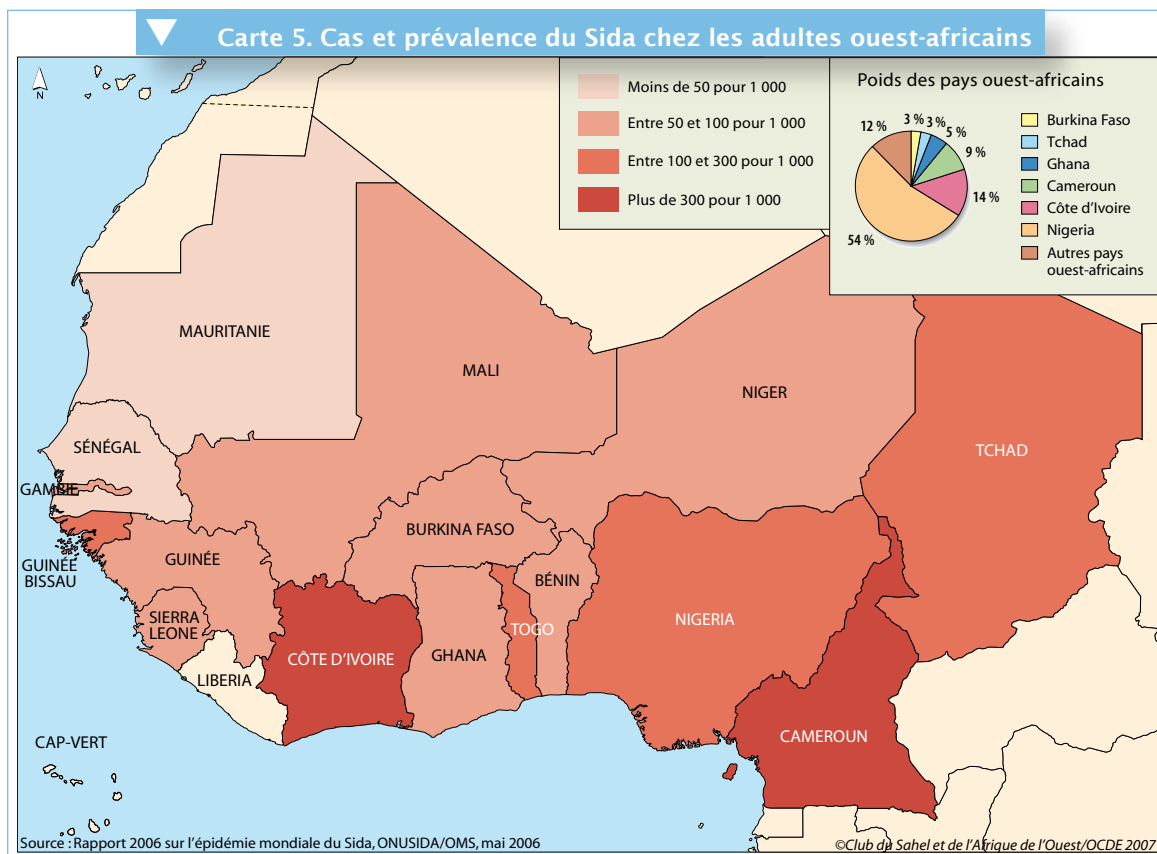 Carte 5. Cas et prévalence du Sida chez les adultes ouest-africains
N
Moins de 50 pour 1 000
Entre 50 et 100 pour 1 000
Entre 100 et 300 pour 1 000
Plus de 300 pour 1 000
Poids des pays ouest-africains
3 %
3 %
5 %
9 %
14 %
54 %
12 %
Burkina Faso
Tchad
Ghana
Cameroun
Côte d'Ivoire
Nigeria
Autres pays
ouest-africains
MAURITANIE
MALI
NIGER
TCHAD
SÉNÉGAL
GAMBIE
GUINÉE
BISSAU
GUINÉE
SIERRA
LEONE
LIBERIA
CÔTE D'IVOIRE
BURKINA FASO
GHANA
TOGO
BÉNIN
NIGERIA
CAMEROUN
CAP-VERT
Source : Rapport 2006 sur l'épidémie mondiale du Sida, ONUSIDA/OMS, mai 2006
©Club du Sahel et de l'Afrique de l'Ouest/OCDE 2007